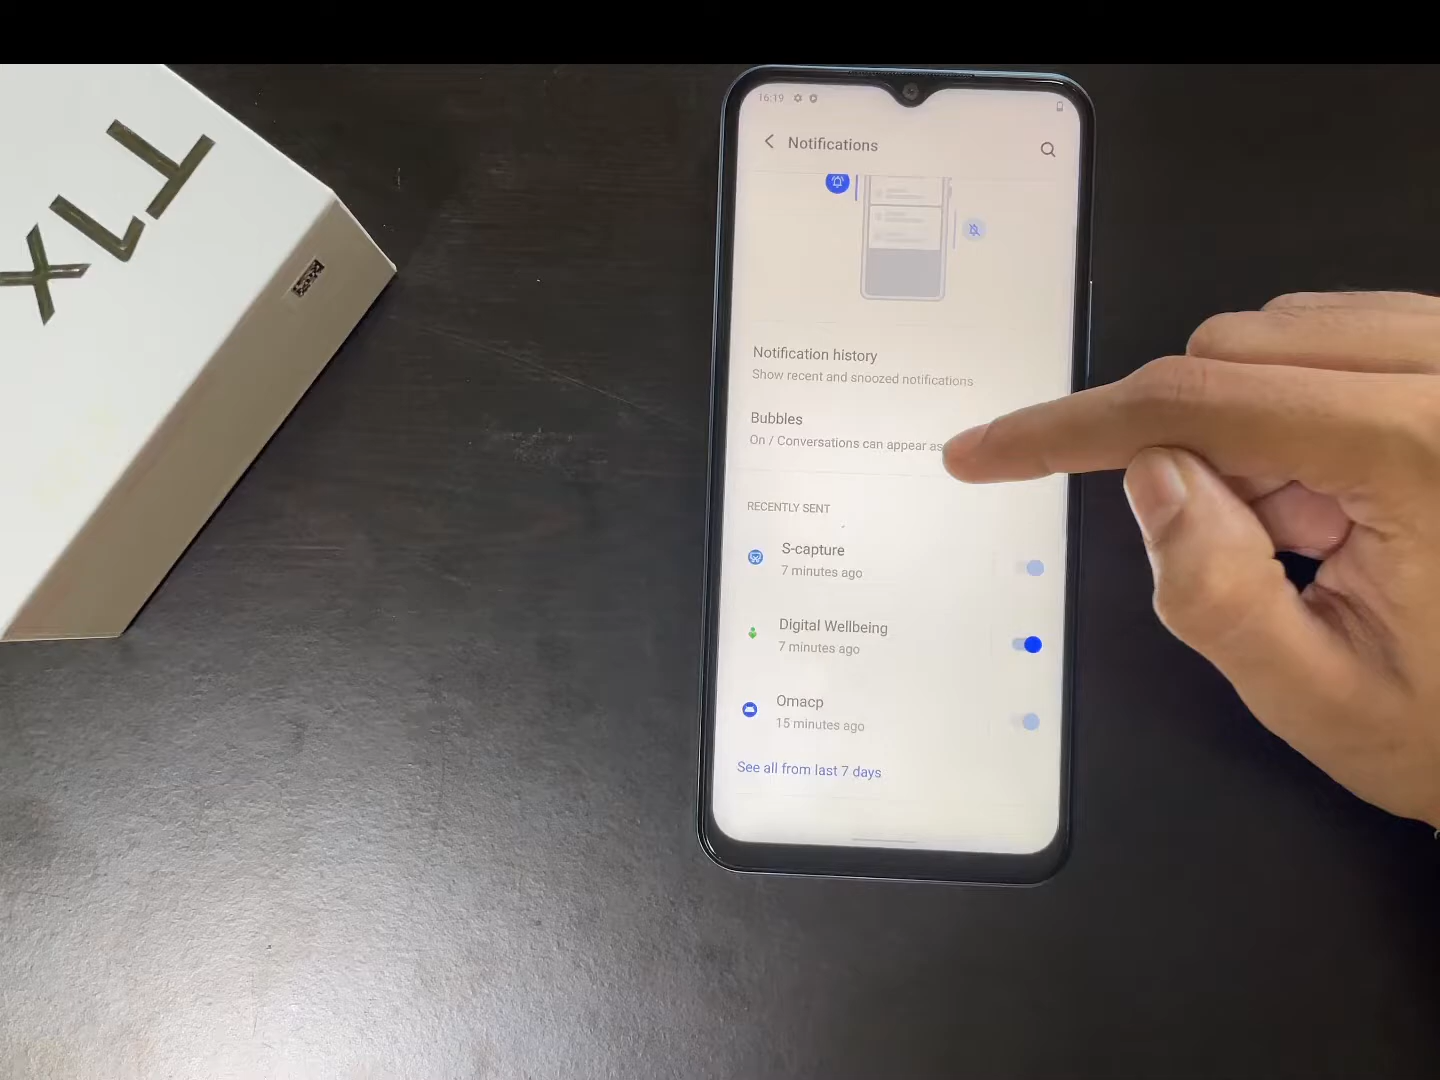 16:19
Notifications
Notification history
Show recent and snoozed notifications
Bubbles
On / Conversations can appear as
RECENTLY SENT
S-capture
7 minutes ago
Digital Wellbeing
7 minutes ago
Omacp
15 minutes ago
See all from last 7 days